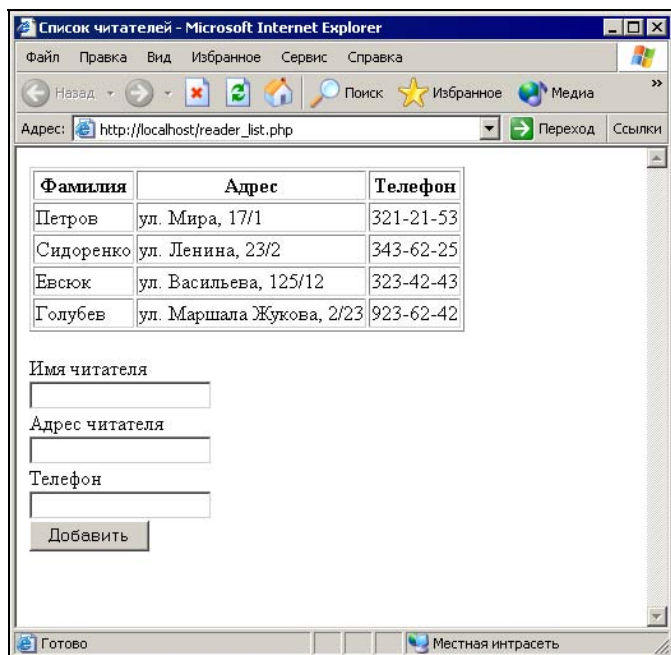 Список читателей - Microsoft Internet Explorer
Файл Правка Вид Избранное Сервис Справка
Назад Поиск Избранное Медиа »
Адрес: http://localhost/reader_list.php Переход Ссылки
Фамилия Адрес Телефон
Петров ул. Мира, 17/1 321-21-53
Сидоренко ул. Ленина, 23/2 343-62-25
Евсюк ул. Васильева, 125/12 323-42-43
Голубев ул. Маршала Жукова, 2/23 923-62-42
Имя читателя
Адрес читателя
Телефон
Добавить
Готово Местная интрасеть